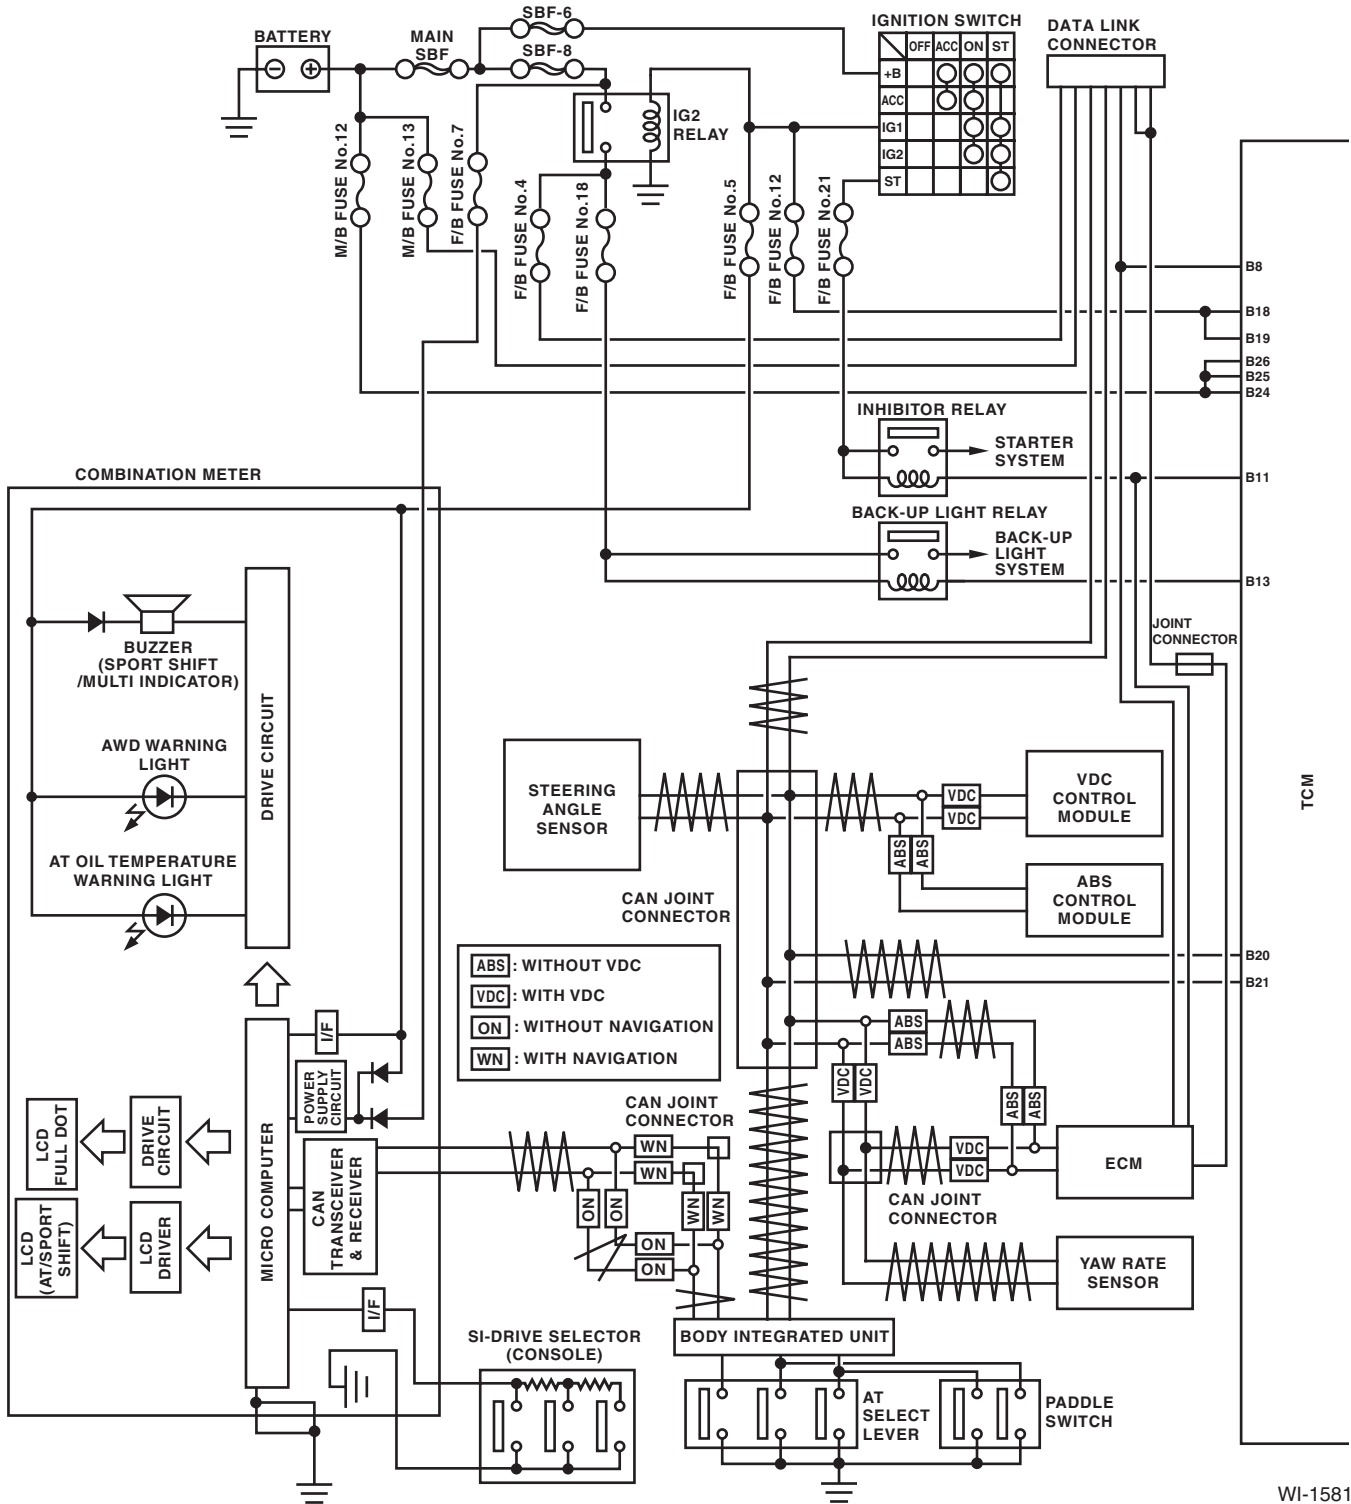 SBF-6
IGNITION SWITCH
DATA LINK
CONNECTOR
BATTERY
MAIN
SBF
SBF-8
OFF ACC ON ST
+B
ACC
IG1
IG2
ST
IG2
RELAY
M/B FUSE No.12
M/B FUSE No.13
F/B FUSE No.7
F/B FUSE No.4
F/B FUSE No.18
F/B FUSE No.5
F/B FUSE No.12
F/B FUSE No.21
B8
B18
B19
B26
B25
B24
INHIBITOR RELAY
STARTER
SYSTEM
B11
BACK-UP LIGHT RELAY
BACK-UP
LIGHT
SYSTEM
B13
COMBINATION METER
BUZZER
(SPORT SHIFT
/MULTI INDICATOR)
DRIVE CIRCUIT
AWD WARNING
LIGHT
AT OIL TEMPERATURE
WARNING LIGHT
JOINT
CONNECTOR
TCM
STEERING
ANGLE
SENSOR
VDC
VDC
VDC
CONTROL
MODULE
ABS
ABS
ABS
CONTROL
MODULE
CAN JOINT
CONNECTOR
ABS : WITHOUT VDC
VDC : WITH VDC
ON : WITHOUT NAVIGATION
WN : WITH NAVIGATION
B20
B21
ABS
ABS
VDC
VDC
ABS
ABS
I/F
POWER
SUPPLY
CIRCUIT
MICRO COMPUTER
LCD
FULL DOT
DRIVE
CIRCUIT
LCD
(AT/SPORT
SHIFT)
LCD
DRIVER
CAN
TRANSCEIVER
& RECEIVER
CAN JOINT
CONNECTOR
WN
WN
ON
ON
WN
WN
ON
ON
VDC
VDC
ECM
CAN JOINT
CONNECTOR
YAW RATE
SENSOR
I/F
SI-DRIVE SELECTOR
(CONSOLE)
BODY INTEGRATED UNIT
AT
SELECT
LEVER
PADDLE
SWITCH
WI-1581